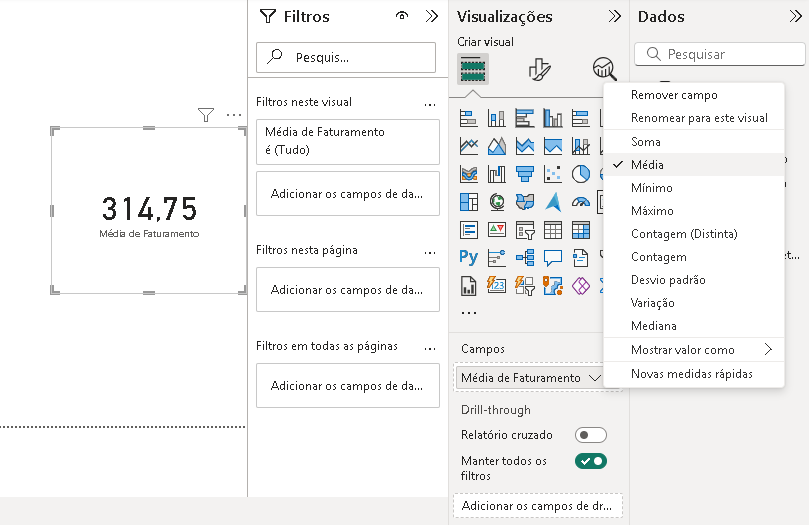 314,75
Média de Faturamento
Filtros
Pesquis...
Filtros neste visual
...
Média de Faturamento
é (Tudo)
Adicionar os campos de da...
Filtros nesta página
...
Adicionar os campos de da...
Filtros em todas as páginas
...
Adicionar os campos de da...
Visualizações
Criar visual
Py
123
...
Campos
Média de Faturamento
Drill-through
Relatório cruzado
Manter todos os
filtros
Adicionar os campos de dr...
Dados
Pesquisar
Remover campo
Renomear para este visual
Soma
Média
Mínimo
Máximo
Contagem (Distinta)
Contagem
Desvio padrão
Variação
Mediana
Mostrar valor como
Novas medidas rápidas
et...